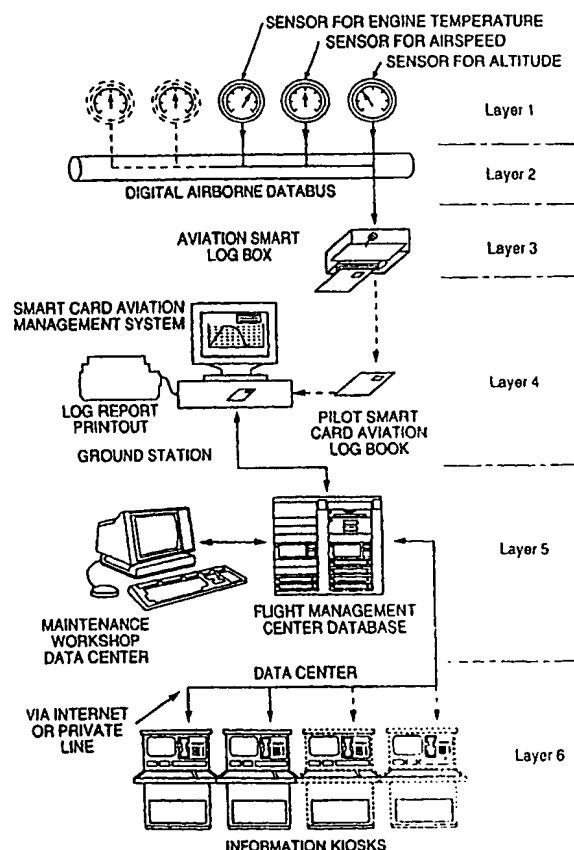 SENSOR FOR ENGINE TEMPERATURE
SENSOR FOR AIRSPEED
SENSOR FOR ALTITUDE
Layer 1
DIGITAL AIRBORNE DATABUS
Layer 2
AVIATION SMART
LOG BOX
Layer 3
SMART CARD AVIATION
MANAGEMENT SYSTEM
LOG REPORT
PRINTOUT
GROUND STATION
PILOT SMART
CARD AVIATION
LOG BOOK
Layer 4
MAINTENANCE
WORKSHOP
DATA CENTER
FLIGHT MANAGEMENT
CENTER DATABASE
Layer 5
DATA CENTER
VIA INTERNET
OR PRIVATE
LINE
Layer 6
INFORMATION KIOSKS